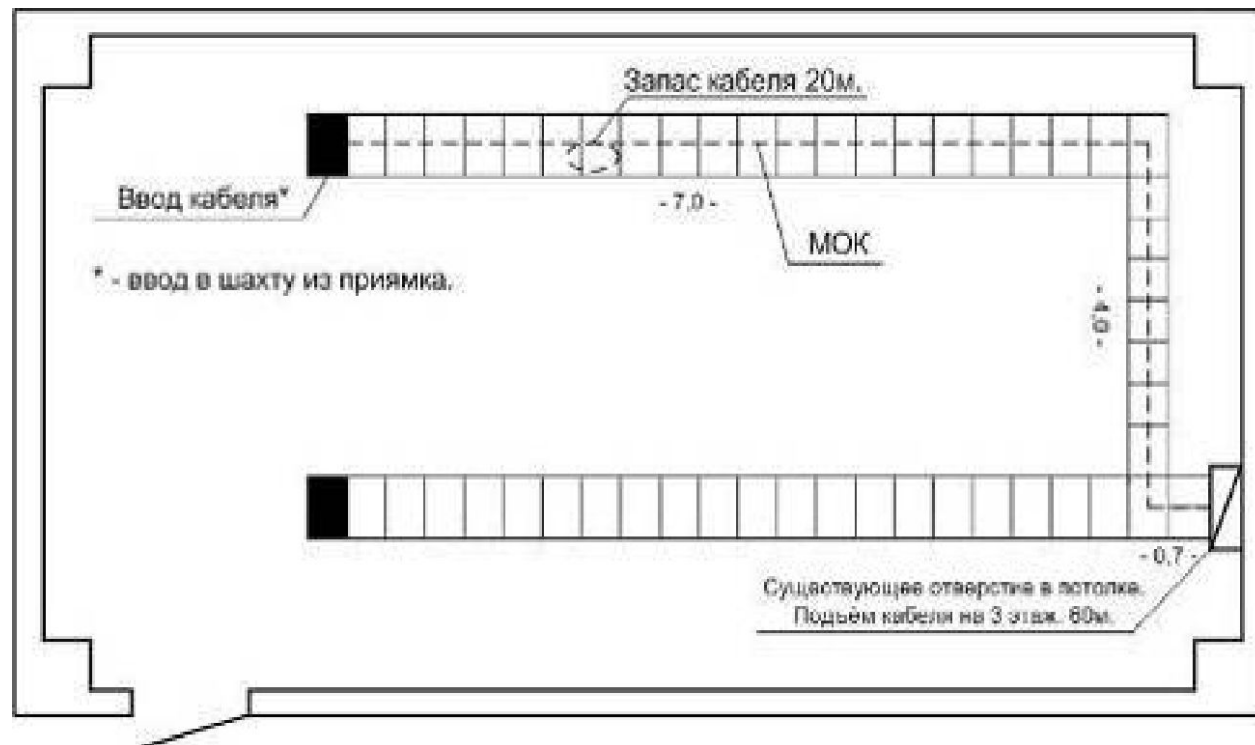 Запас кабеля 20м.
Ввод кабеля*
- 7,0 -
МОК
* - ввод в шахту из приямка.
- 4,0 -
- 0,7 -
Существующее отверстие в потолке.
Подъём кабеля на 3 этаж. 60м.